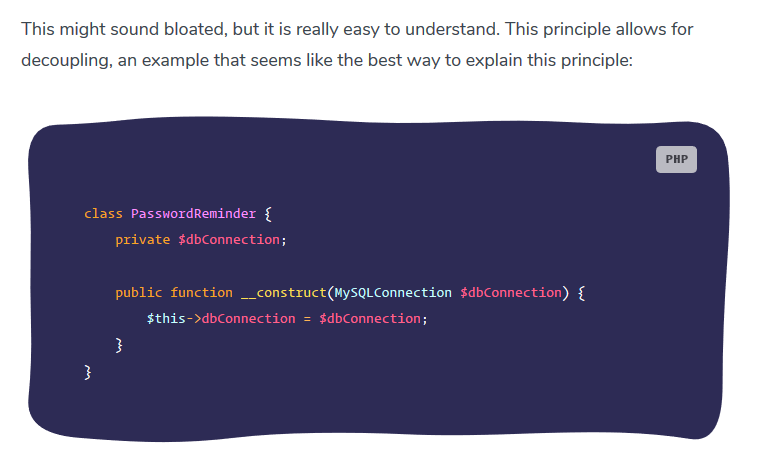 This might sound bloated, but it is really easy to understand. This principle allows for
decoupling, an example that seems like the best way to explain this principle:
PHP
class PasswordReminder {
    private $dbConnection;
    public function __construct(MySQLConnection $dbConnection) {
        $this->dbConnection = $dbConnection;
    }
}